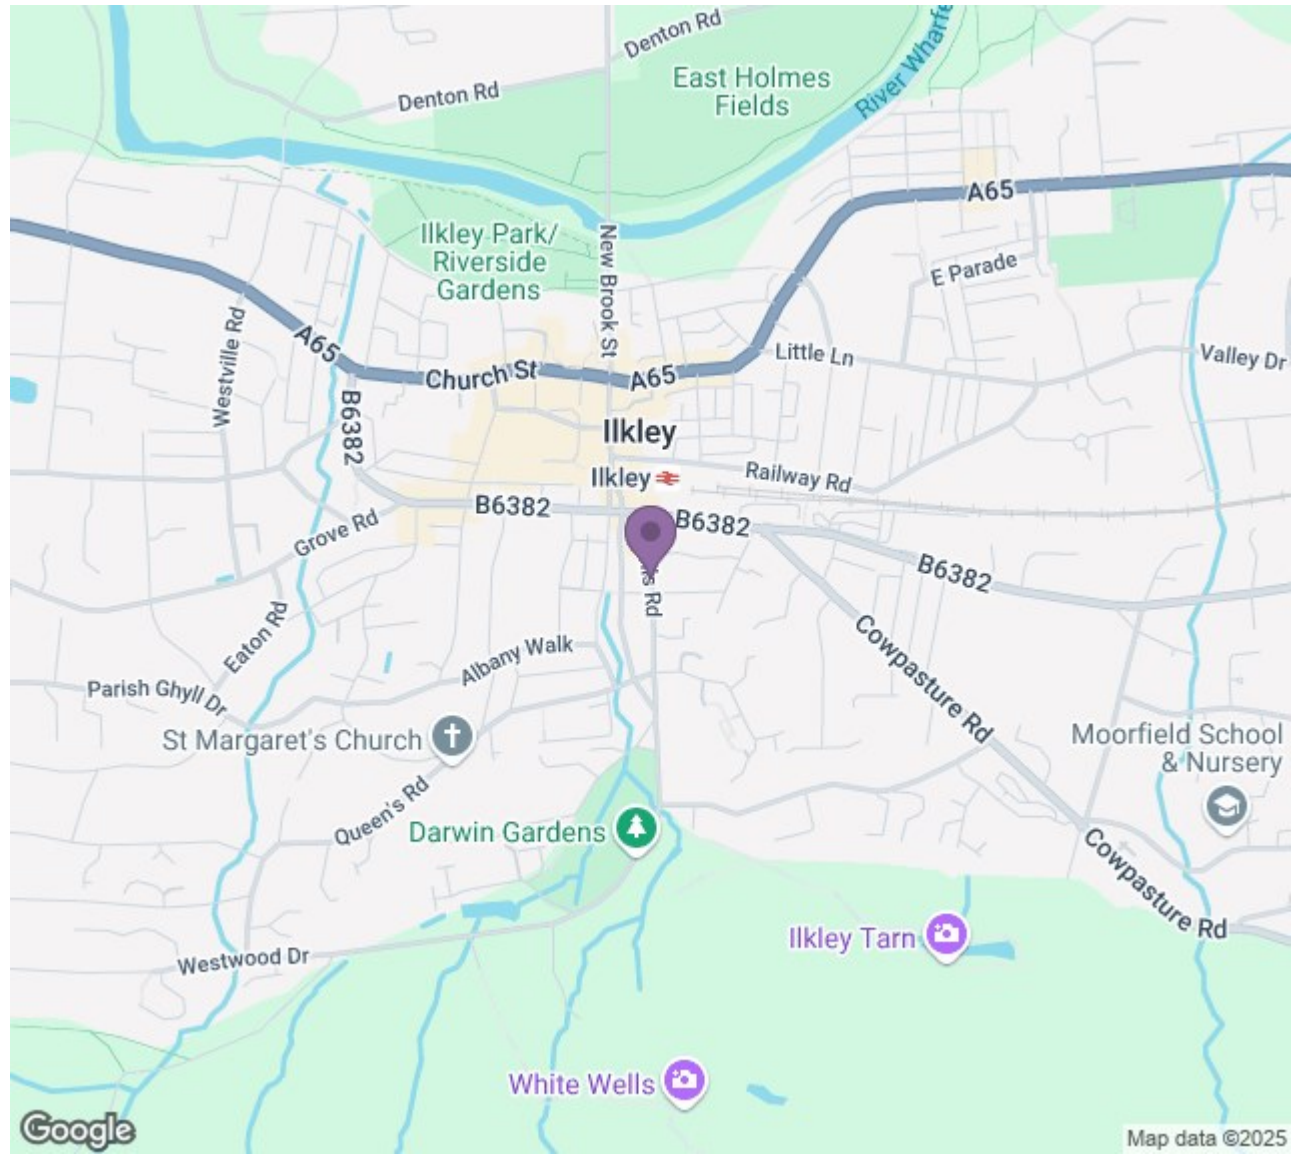 Denton Rd
Denton Rd
East Holmes
Fields
River Wharfe
A65
Ilkley Park/
Riverside
Gardens
New Brook St
E Parade
Westville Rd
A65
Church St
A65
Little Ln
Valley Dr
B6382
Ilkley
Ilkley
Railway Rd
B6382
B6382
Grove Rd
B6382
Rd
Eaton Rd
Albany Walk
Cowpasture Rd
Parish Ghyll Dr
St Margaret's Church
Moorfield School
& Nursery
Queen's Rd
Darwin Gardens
Cowpasture Rd
Ilkley Tarn
Westwood Dr
White Wells
Google
Map data ©2025